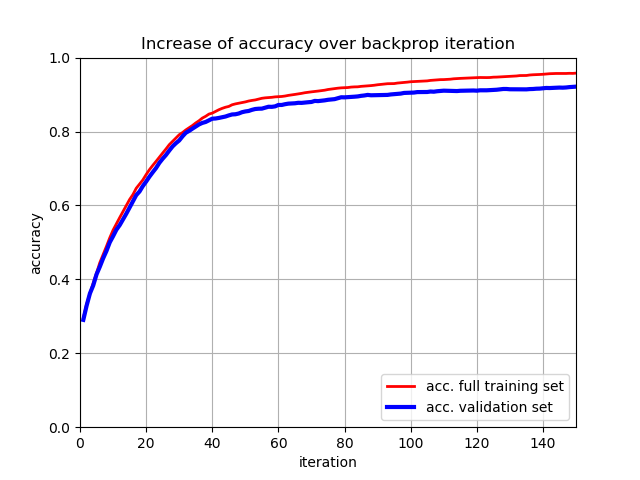 Increase of accuracy over backprop iteration
1.0
0.8
0.6
0.4
0.2
0.0
accuracy
acc. full training set
acc. validation set
0 20 40 60 80 100 120 140
iteration